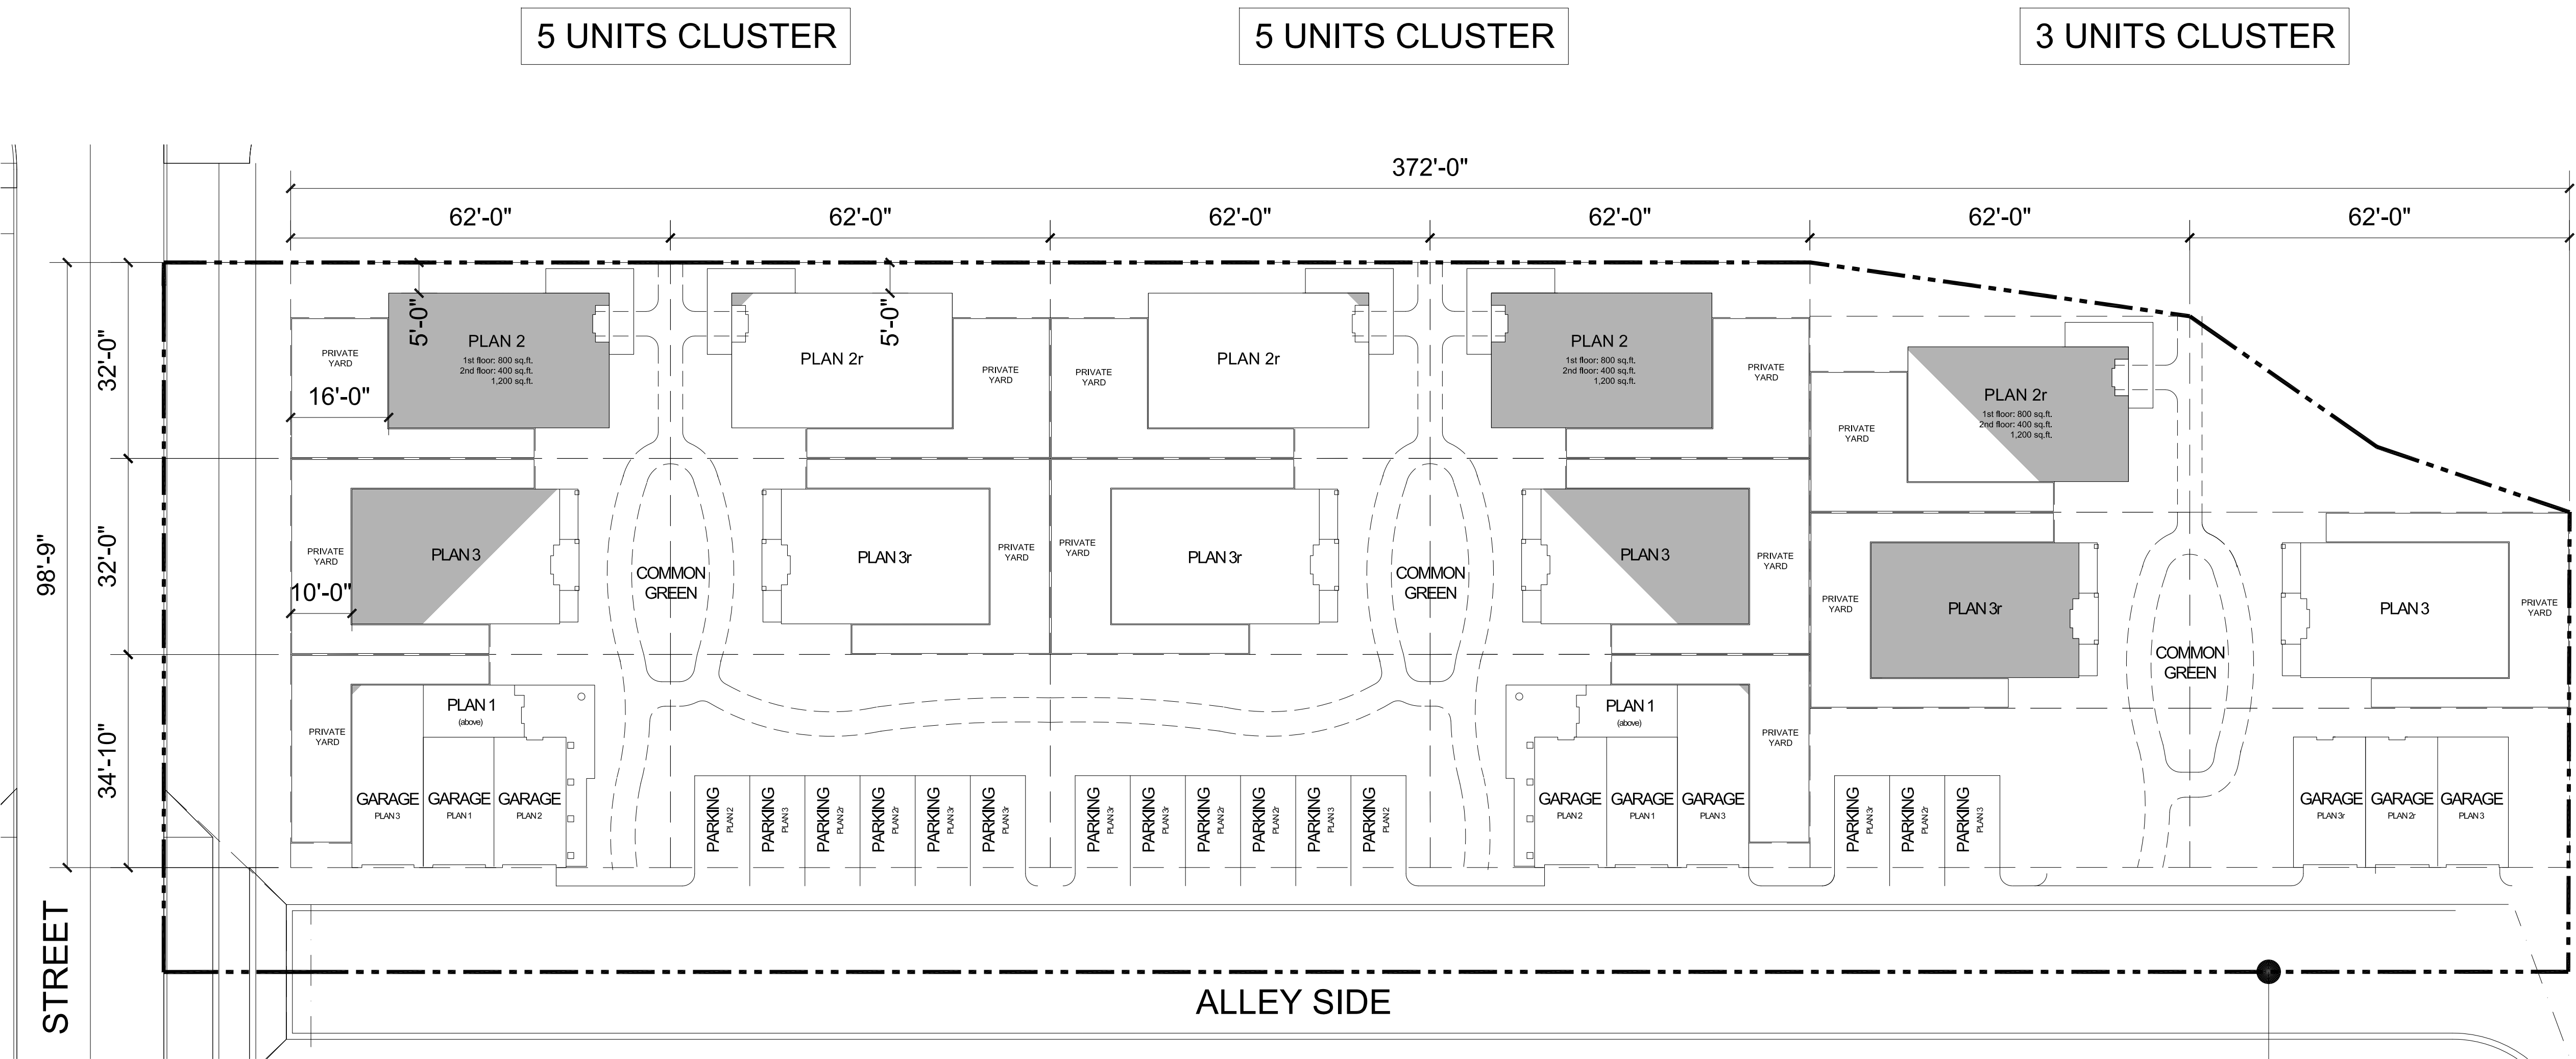 5 UNITS CLUSTER
5 UNITS CLUSTER
3 UNITS CLUSTER
372'-0"
62'-0"
62'-0"
62'-0"
62'-0"
62'-0"
62'-0"
98'-9"
32'-0"
32'-0"
34'-10"
5'-0"
5'-0"
PRIVATE
YARD
16'-0"
PLAN 2
1st floor: 800 sq.ft.
2nd floor: 400 sq.ft.
1,200 sq.ft.
PLAN 2r
PRIVATE
YARD
PRIVATE
YARD
PLAN 2r
PLAN 2
1st floor: 800 sq.ft.
2nd floor: 400 sq.ft.
1,200 sq.ft.
PRIVATE
YARD
PRIVATE
YARD
PLAN 2r
1st floor: 800 sq.ft.
2nd floor: 400 sq.ft.
1,200 sq.ft.
PRIVATE
YARD
10'-0"
PLAN 3
COMMON
GREEN
PLAN 3r
PRIVATE
YARD
PRIVATE
YARD
PLAN 3r
COMMON
GREEN
PLAN 3
PRIVATE
YARD
PRIVATE
YARD
PLAN 3r
COMMON
GREEN
PLAN 3
PRIVATE
YARD
PRIVATE
YARD
PLAN 1
(above)
GARAGE
PLAN 3
GARAGE
PLAN 1
GARAGE
PLAN 2
PARKING
PLAN 2
PARKING
PLAN 3
PARKING
PLAN 2r
PARKING
PLAN 2r
PARKING
PLAN 3r
PARKING
PLAN 3r
PARKING
PLAN 3r
PARKING
PLAN 3r
PARKING
PLAN 2r
PARKING
PLAN 2r
PARKING
PLAN 3
PARKING
PLAN 2
PLAN 1
(above)
GARAGE
PLAN 2
GARAGE
PLAN 1
GARAGE
PLAN 3
PRIVATE
YARD
PARKING
PLAN 3r
PARKING
PLAN 2r
PARKING
PLAN 3
GARAGE
PLAN 3r
GARAGE
PLAN 2r
GARAGE
PLAN 3
STREET
ALLEY SIDE